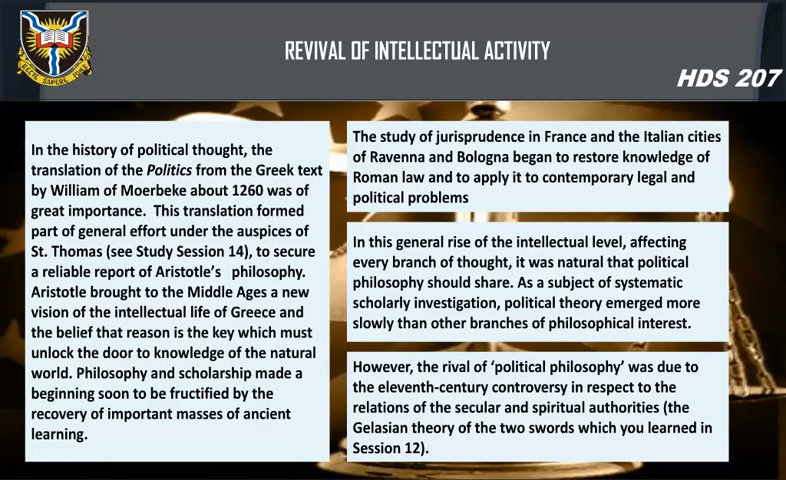 REVIVAL OF INTELLECTUAL ACTIVITY
HDS 207
RECTE SAPERE FONS
In the history of political thought, the
translation of the Politics from the Greek text
by William of Moerbeke about 1260 was of
great importance. This translation formed
part of general effort under the auspices of
St. Thomas (see Study Session 14), to secure
a reliable report of Aristotle's philosophy.
Aristotle brought to the Middle Ages a new
vision of the intellectual life of Greece and
the belief that reason is the key which must
unlock the door to knowledge of the natural
world. Philosophy and scholarship made a
beginning soon to be fructified by the
recovery of important masses of ancient
learning.
The study of jurisprudence in France and the Italian cities
of Ravenna and Bologna began to restore knowledge of
Roman law and to apply it to contemporary legal and
political problems
In this general rise of the intellectual level, affecting
every branch of thought, it was natural that political
philosophy should share. As a subject of systematic
scholarly investigation, political theory emerged more
slowly than other branches of philosophical interest.
However, the rival of 'political philosophy' was due to
the eleventh-century controversy in respect to the
relations of the secular and spiritual authorities (the
Gelasian theory of the two swords which you learned in
Session 12).